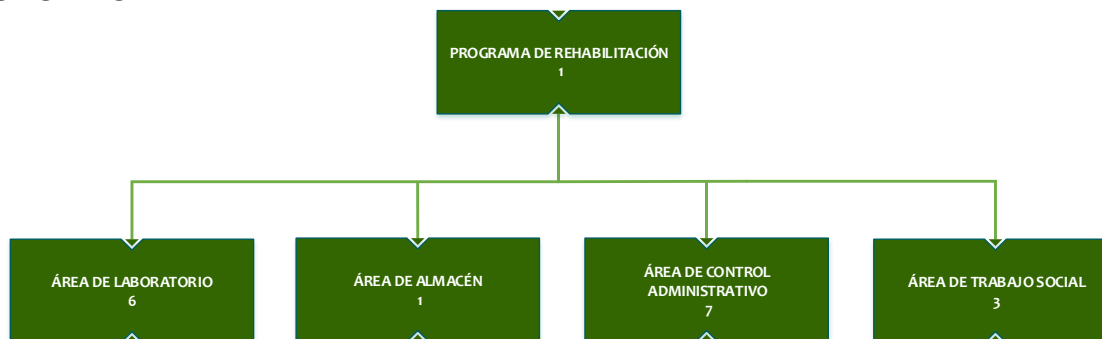 PROGRAMA DE REHABILITACIÓN
1
ÁREA DE LABORATORIO
6
ÁREA DE ALMACÉN
1
ÁREA DE CONTROL
ADMINISTRATIVO
7
ÁREA DE TRABAJO SOCIAL
3